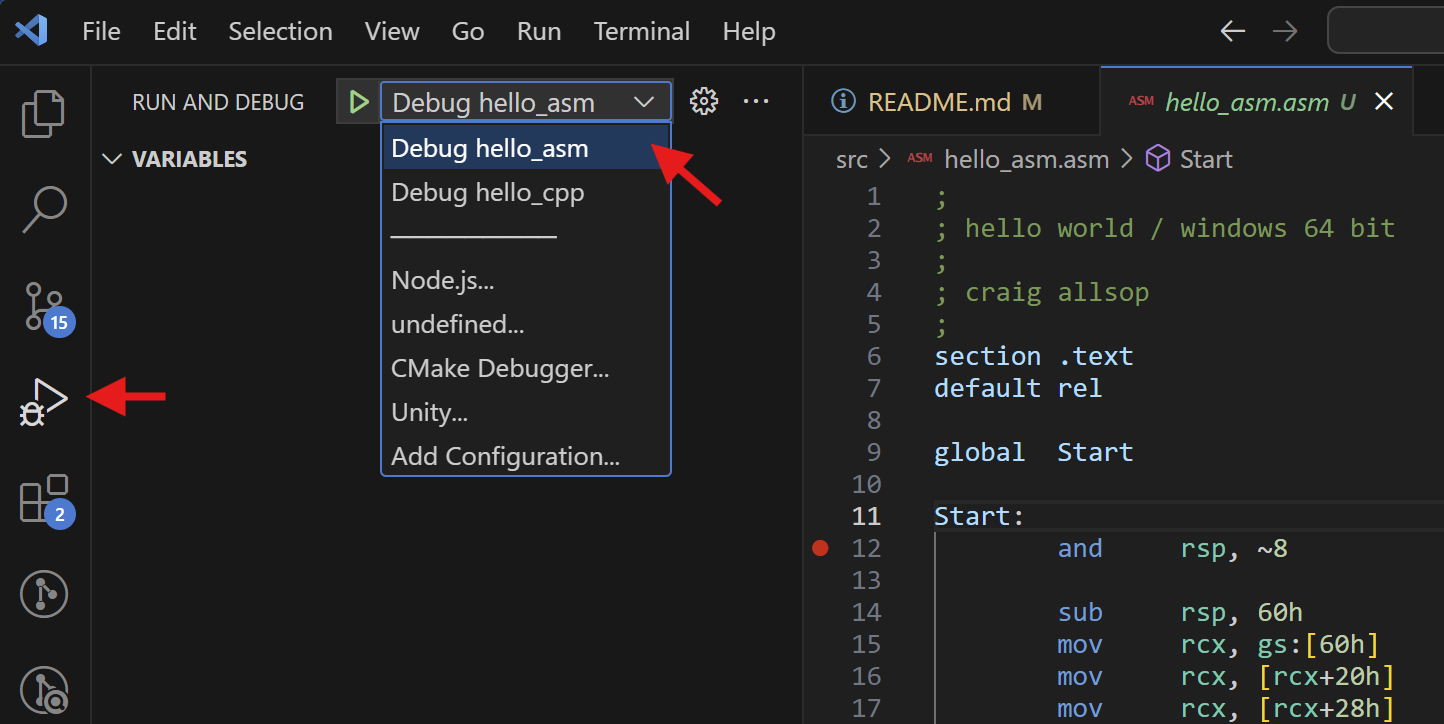 File Edit Selection View Go Run Terminal Help
RUN AND DEBUG Debug hello_asm
VARIABLES
Debug hello_asm
Debug hello_cpp
Node.js...
undefined...
CMake Debugger...
Unity...
Add Configuration...
15
2
README.md M
ASM hello_asm.asm U
src > ASM hello_asm.asm > Start
1 ;
2 ; hello world / windows 64 bit
3 ;
4 ; craig allsop
5 ;
6 section .text
7 default rel
8
9 global Start
10
11 Start:
12 and rsp, ~8
13
14 sub rsp, 60h
15 mov rcx, gs:[60h]
16 mov rcx, [rcx+20h]
17 mov rcx, [rcx+28h]